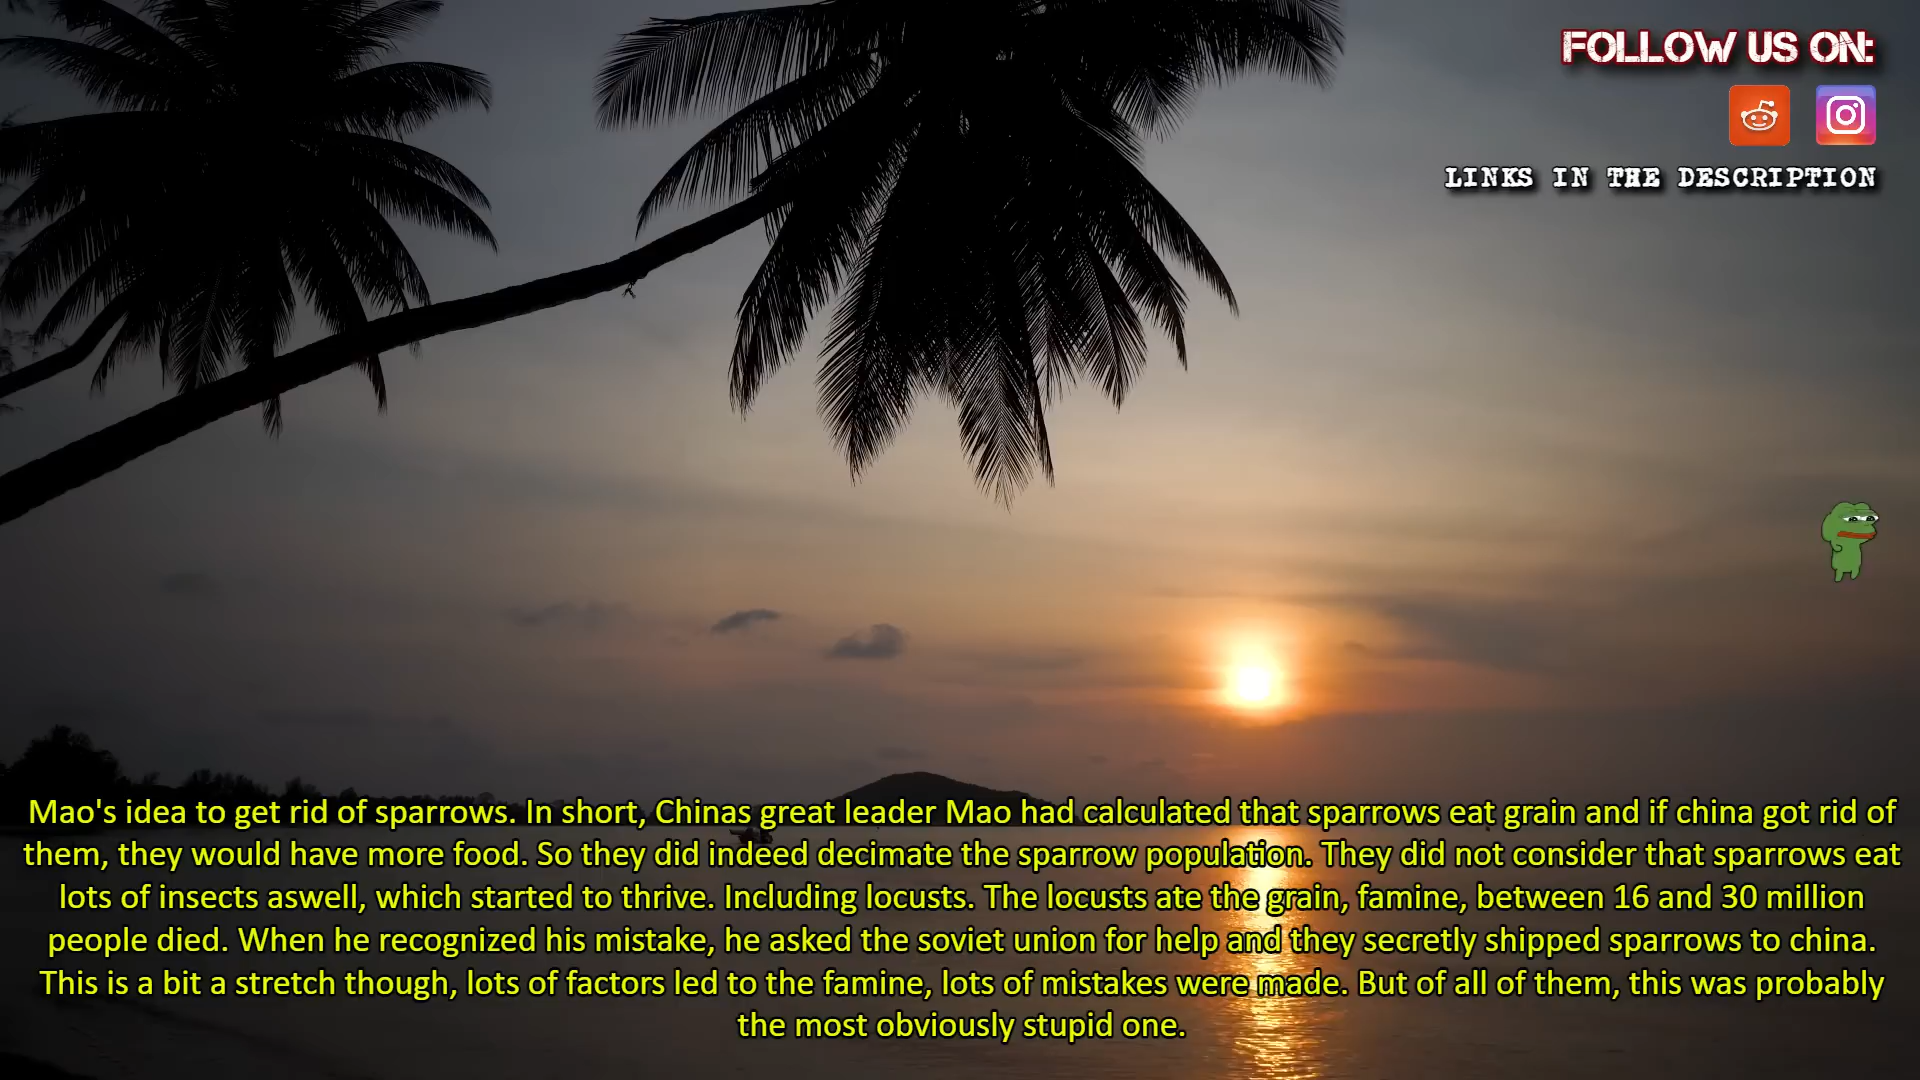 FOLLOW US ON:
LINKS IN THE DESCRIPTION
Mao's idea to get rid of sparrows. In short, Chinas great leader Mao had calculated that sparrows eat grain and if china got rid of
them, they would have more food. So they did indeed decimate the sparrow population. They did not consider that sparrows eat
lots of insects aswell, which started to thrive. Including locusts. The locusts ate the grain, famine, between 16 and 30 million
people died. When he recognized his mistake, he asked the soviet union for help and they secretly shipped sparrows to china.
This is a bit a stretch though, lots of factors led to the famine, lots of mistakes were made. But of all of them, this was probably
the most obviously stupid one.